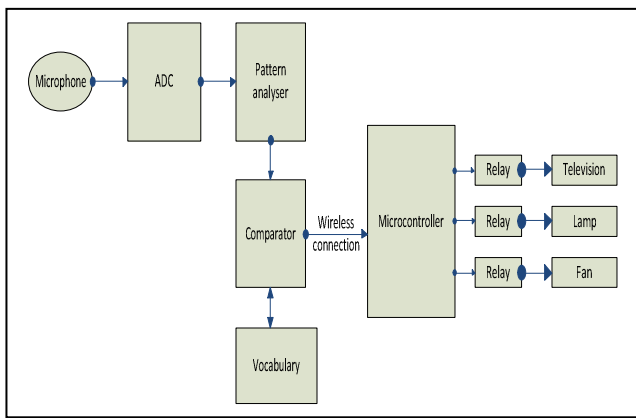 Microphone
ADC
Pattern
analyser
Comparator
Wireless
connection
Microcontroller
Relay
Television
Relay
Lamp
Relay
Fan
Vocabulary